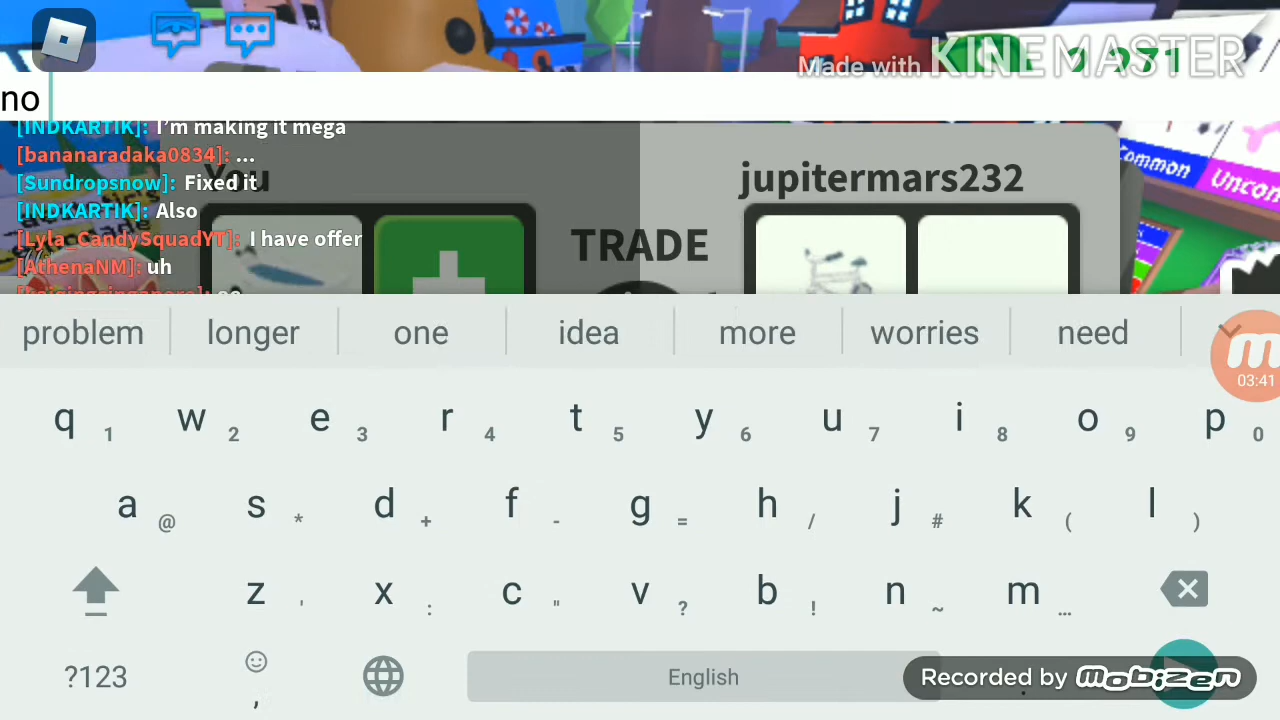 Made with KINEMASTER
no
[INDKARTIK]: I'm making it mega
[bananaradaka0834]: ...
[Sundropsnow]: Fixed it
[INDKARTIK]: Also
[Lyla_CandySquadYT]: I have offer
[AthenaNM]: uh
You
TRADE
jupitermars232
Common
Uncon
problem longer one idea more worries need
03:41
q 1 w 2 e 3 r 4 t 5 y 6 u 7 i 8 o 9 p 0
a @ s * d + f - g = h / j # k ( l )
z ' x : c " v ? b ! n ~ m ...
?123 , English .
Recorded by mobizen